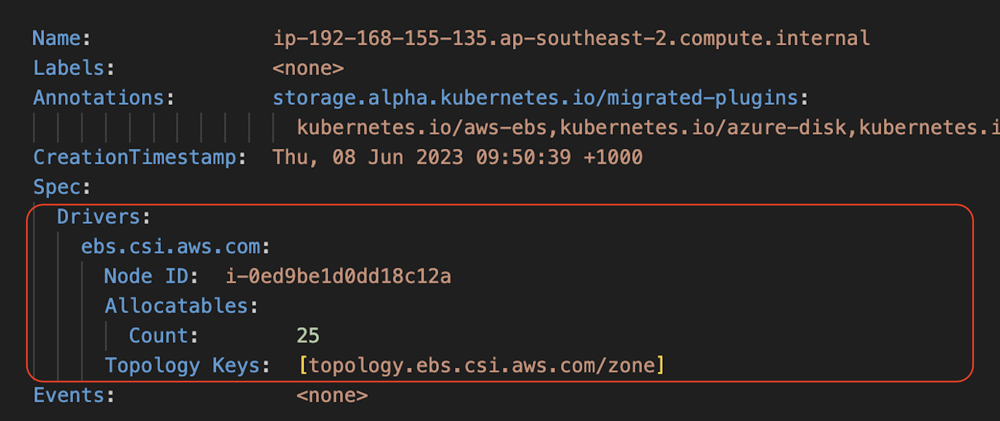 Name: ip-192-168-155-135.ap-southeast-2.compute.internal
Labels: <none>
Annotations: storage.alpha.kubernetes.io/migrated-plugins:
kubernetes.io/aws-ebs,kubernetes.io/azure-disk,kubernetes.i
CreationTimestamp: Thu, 08 Jun 2023 09:50:39 +1000
Spec:
Drivers:
ebs.csi.aws.com:
Node ID: i-0ed9be1d0dd18c12a
Allocatables:
Count: 25
Topology Keys: [topology.ebs.csi.aws.com/zone]
Events: <none>